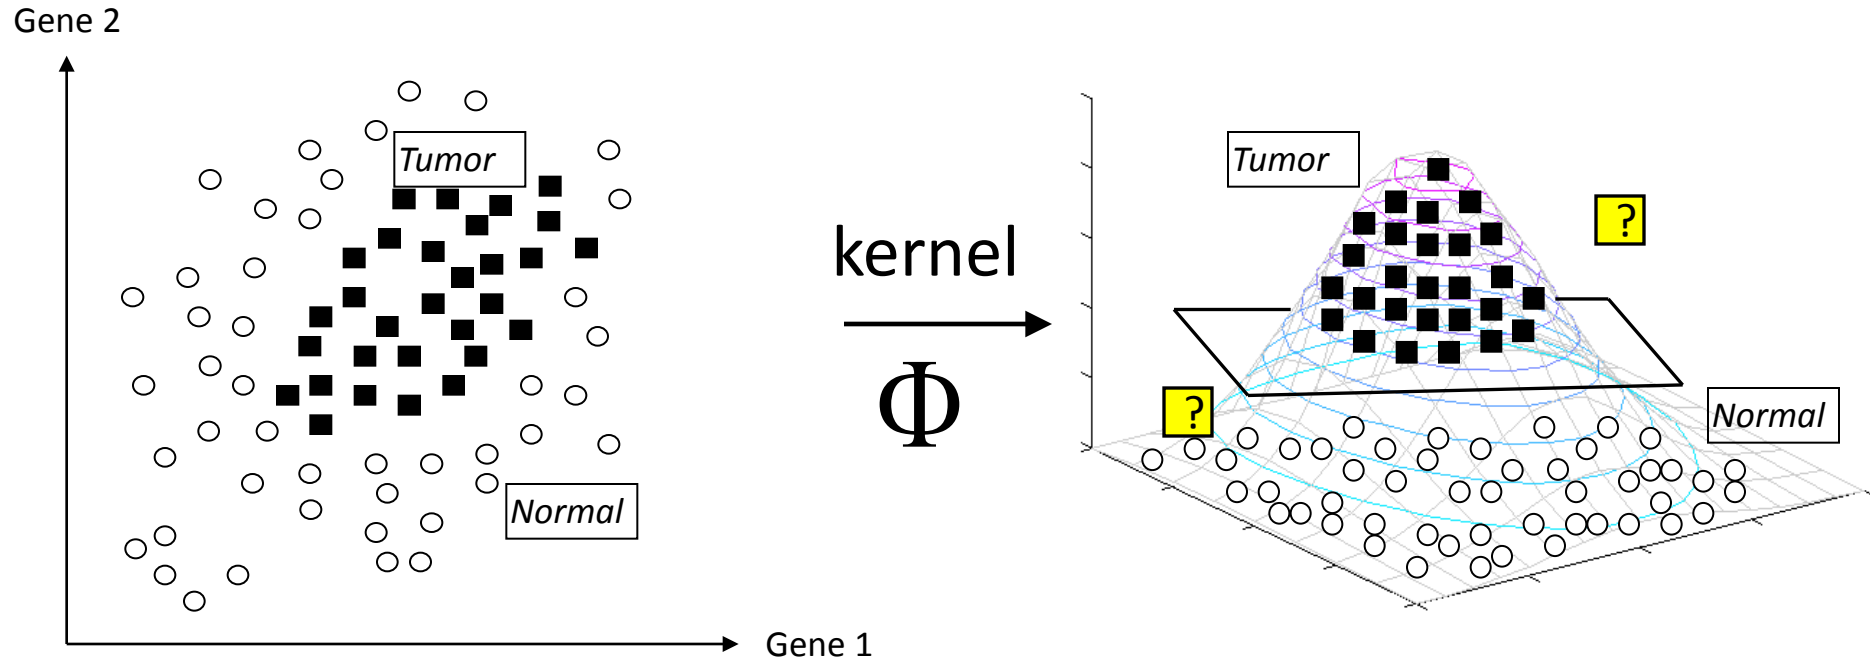 Gene 2
Tumor
Normal
Gene 1
kernel
Φ
Tumor
?
?
Normal